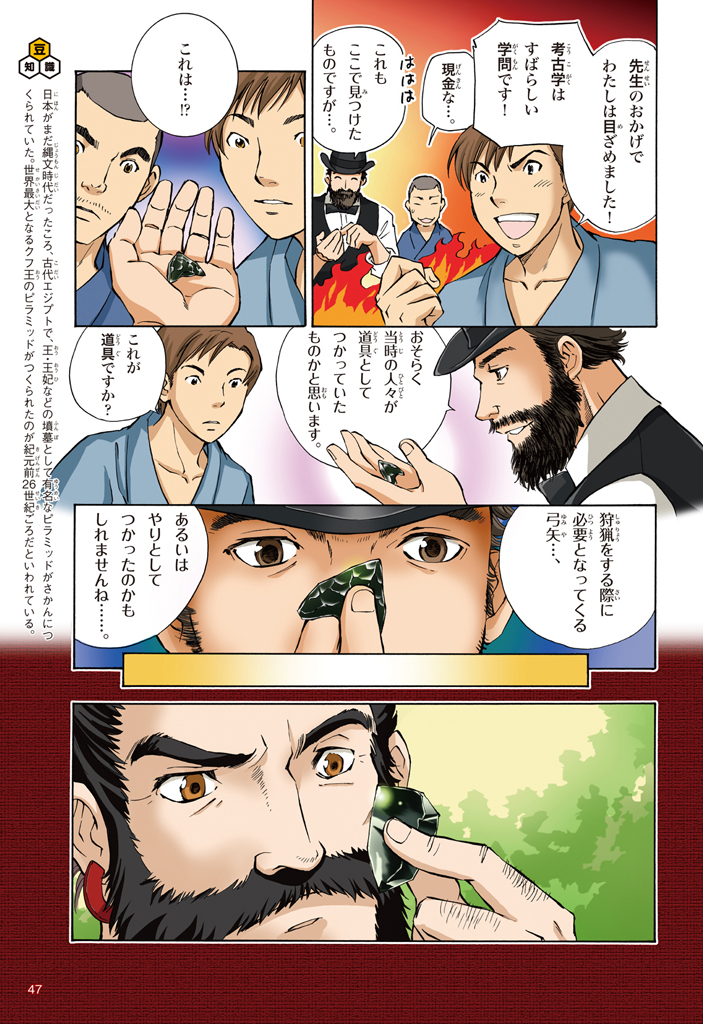 先生のおかげで
わたしは目ざめました！
考古学は
すばらしい
学問です！
現金な…。
ははは
これも
ここで見つけた
ものですが…。
これは…!?
おそらく
当時の人々が
道具として
つかっていた
ものかと思います。
これが
道具ですか？
狩猟をする際に
必要となってくる
弓矢…、
あるいは
やりとして
つかったのかも
しれませんね……。
豆
知識
日本がまだ縄文時代だったころ、古代エジプトで、王・王妃などの墳墓として有名なピラミッドがさかんにつ
くられていた。世界最大となるクフ王のピラミッドがつくられたのが紀元前26世紀ごろだといわれている。
47